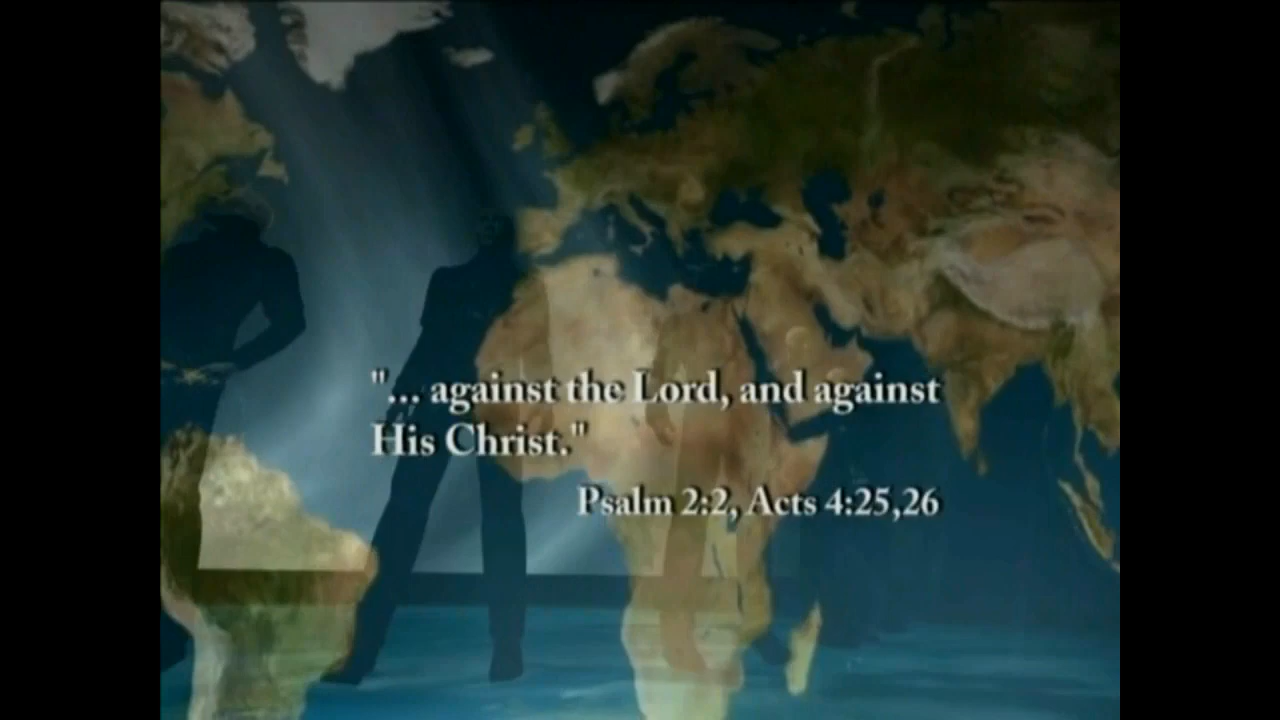 "... against the Lord, and against
His Christ."
Psalm 2:2, Acts 4:25,26